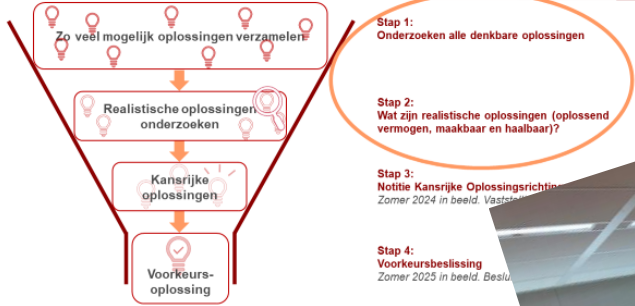 Zo veel mogelijk oplossingen verzamelen
Realistische oplossingen
onderzoeken
Kansrijke
oplossingen
Voorkeurs-
oplossing
Stap 1:
Onderzoeken alle denkbare oplossingen
Stap 2:
Wat zijn realistische oplossingen (oplossend
vermogen, maakbaar en haalbaar)?
Stap 3:
Notitie Kansrijke
Zomer 2024 in beeld.
Stap 4:
Voorkeursbeslissing
Zomer 2025 in beeld.